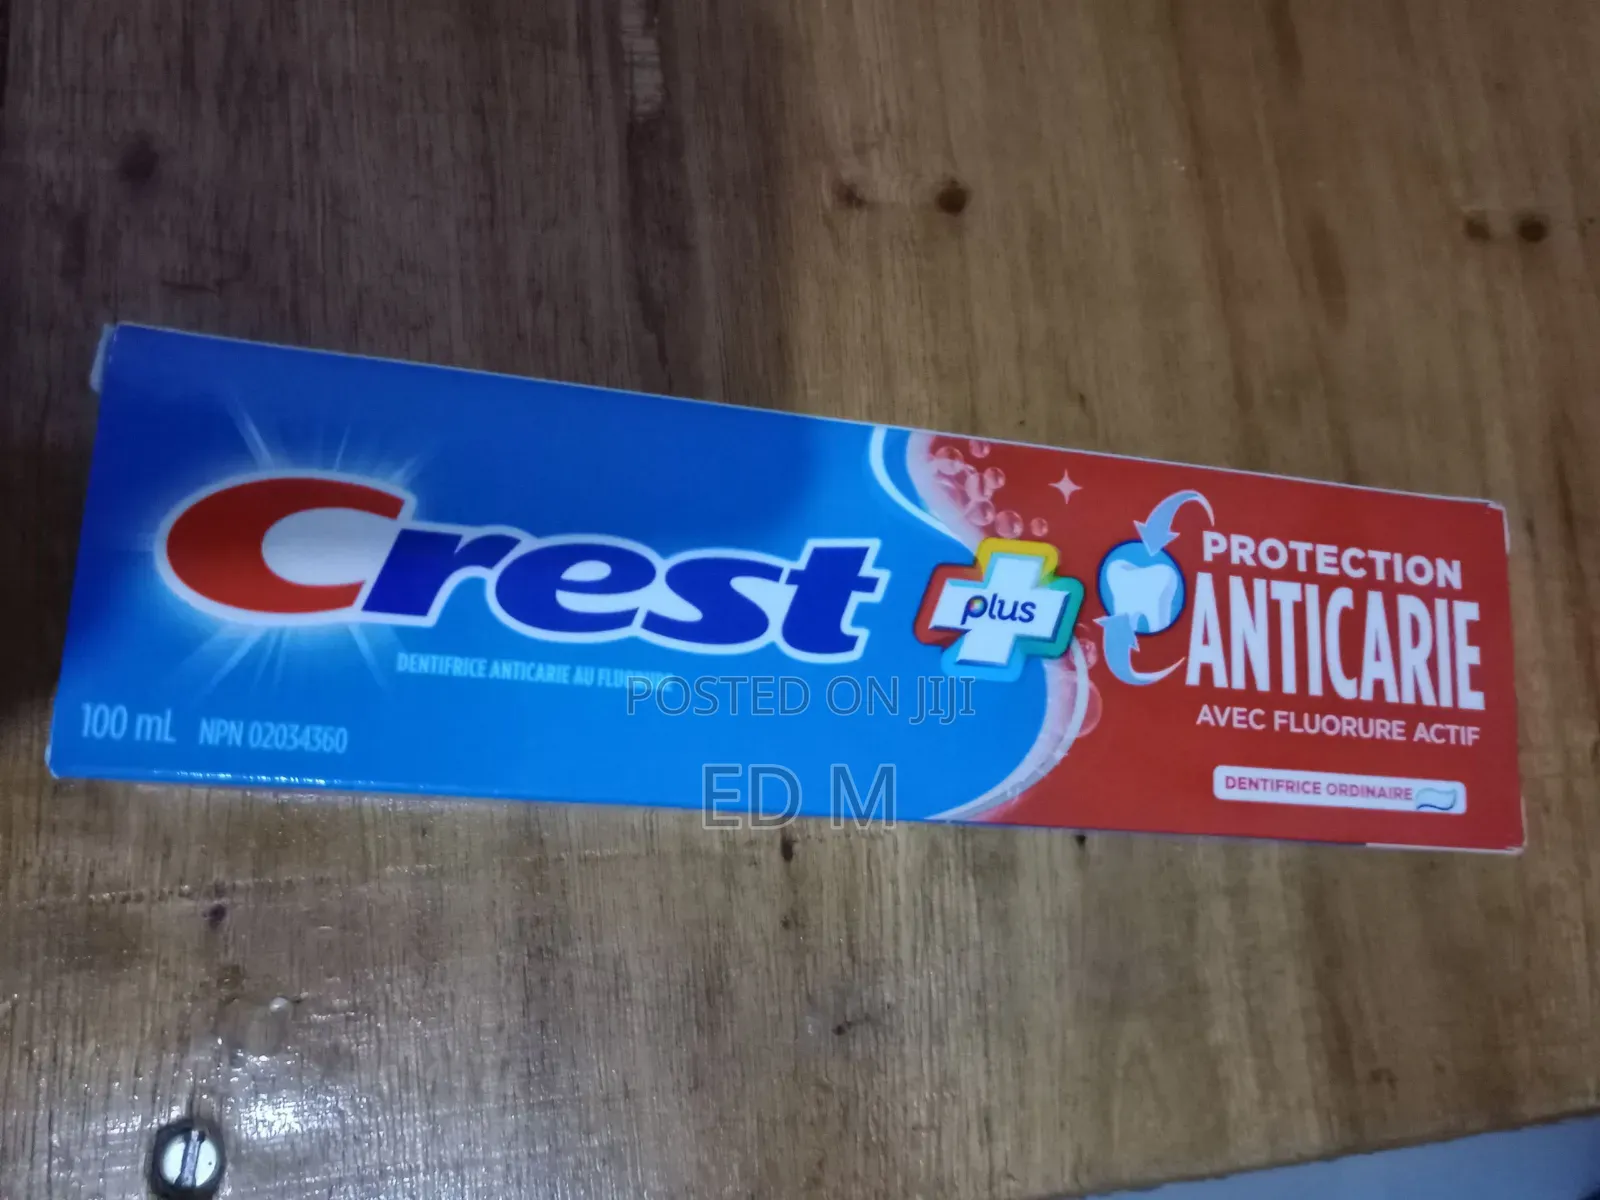 Crest
DENTIFRICE ANTICARIE AU
100 mL NPN 02034360
plus
PROTECTION
ANTICARIE
AVEC FLUORURE ACTIF
DENTIFRICE ORDINAIRE
POSTED ON JIJI
ED M